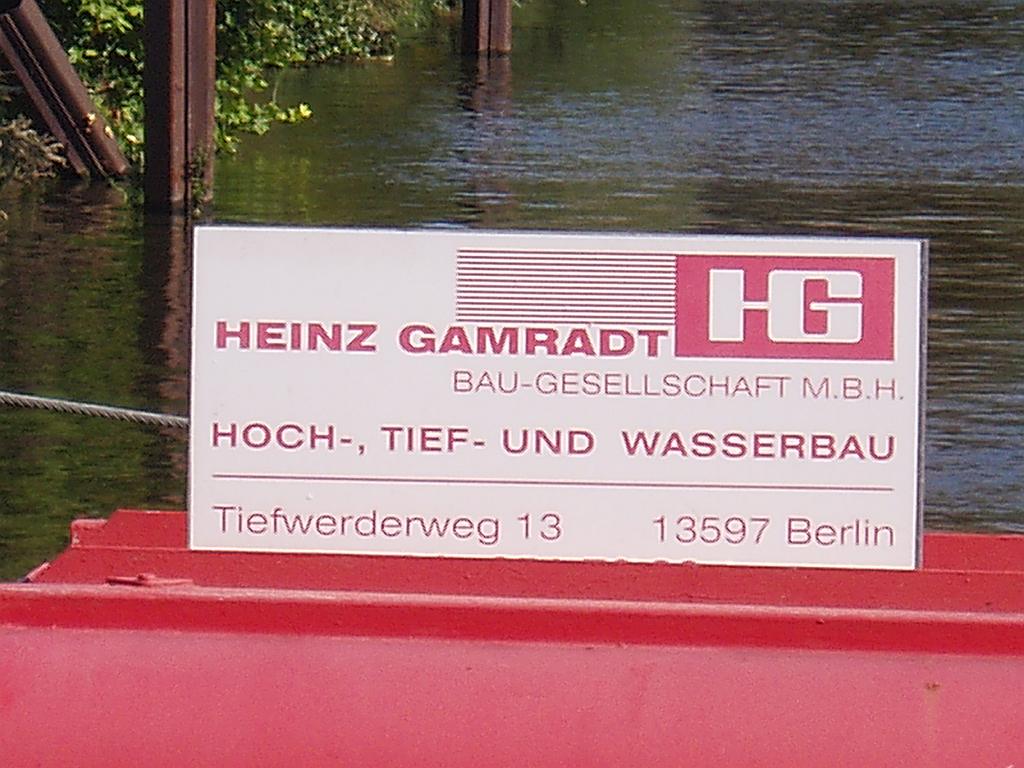 HG
HEINZ GAMRADT
BAU-GESELLSCHAFT M.B.H.
HOCH-, TIEF- UND WASSERBAU
Tiefwerderweg 13 13597 Berlin